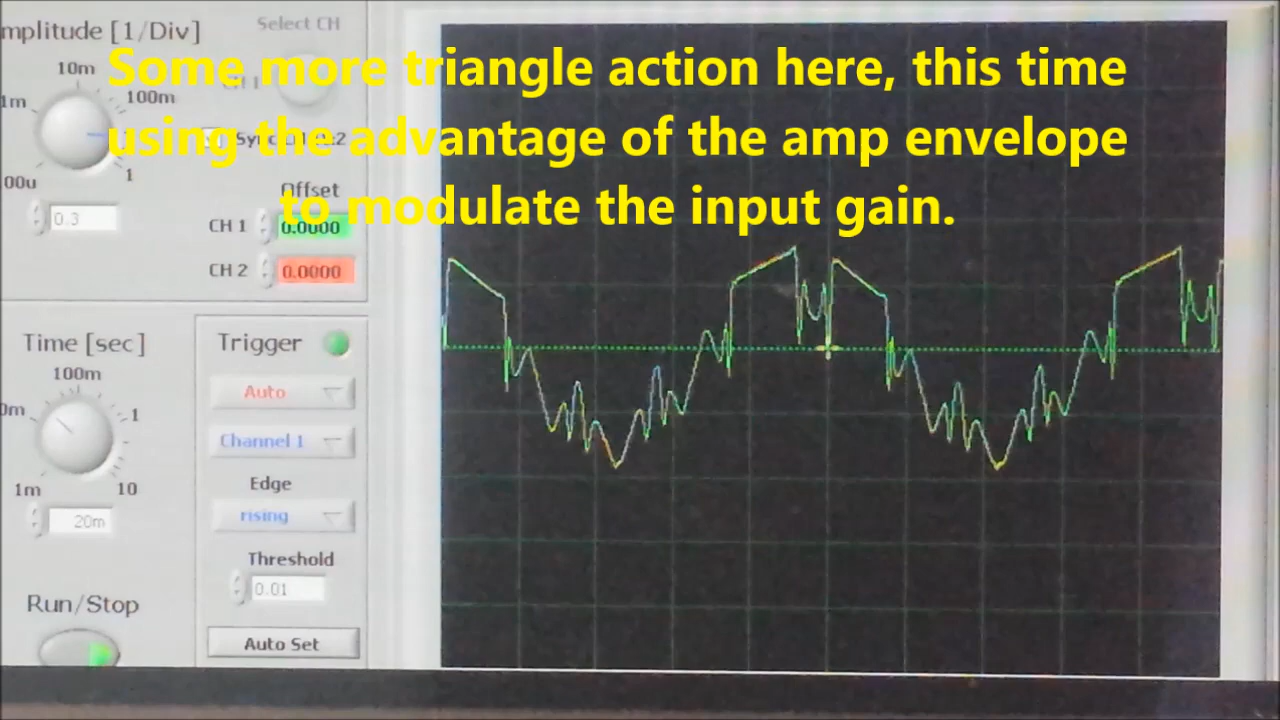 mplitude [1/Div]
Select CH
Some more triangle action here, this time
using the advantage of the amp envelope
to modulate the input gain.
10m
1m
100m
00u
1
0.3
Offset
CH 1
0.0000
CH 2
0.0000
Time [sec]
100m
0m
1
1m
10
20m
Run/Stop
Trigger
Auto
Channel 1
Edge
rising
Threshold
0.01
Auto Set